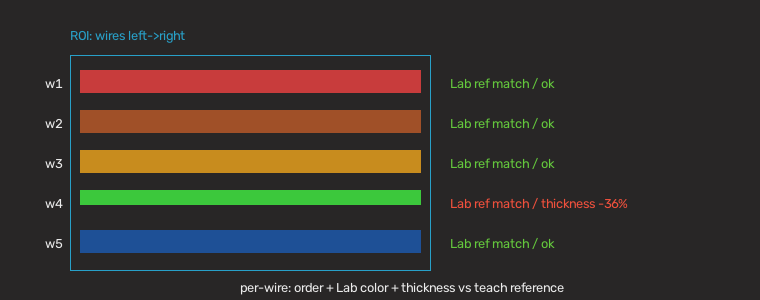 ROI: wires left->right
w1 Lab ref match / ok
w2 Lab ref match / ok
w3 Lab ref match / ok
w4 Lab ref match / thickness -36%
w5 Lab ref match / ok
per-wire: order + Lab color + thickness vs teach reference